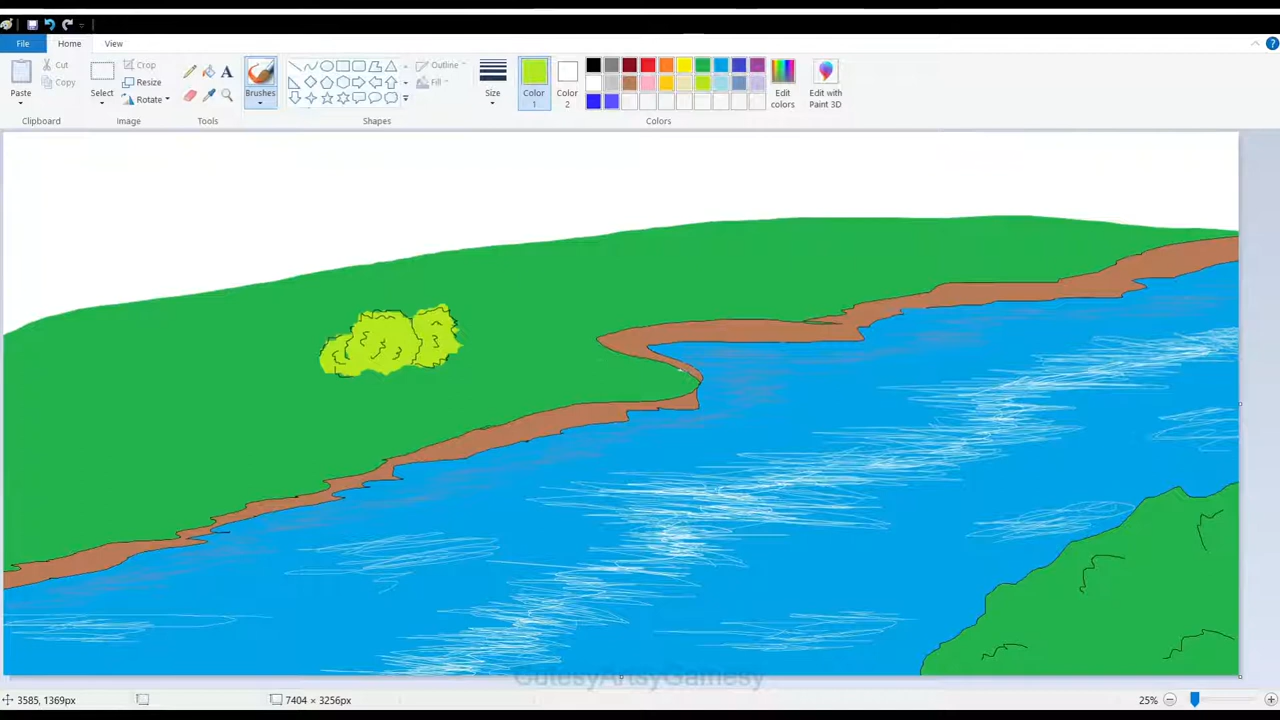 File Home View
Paste
Cut
Copy
Clipboard
Select
Crop
Resize
Rotate
Image
Tools
Brushes
Outline
Fill
Shapes
Size
Color
1
Color
2
Edit
colors
Edit with
Paint 3D
Colors
CutesyArtsyGamesy
3585, 1369px
7404 × 3256px
25%